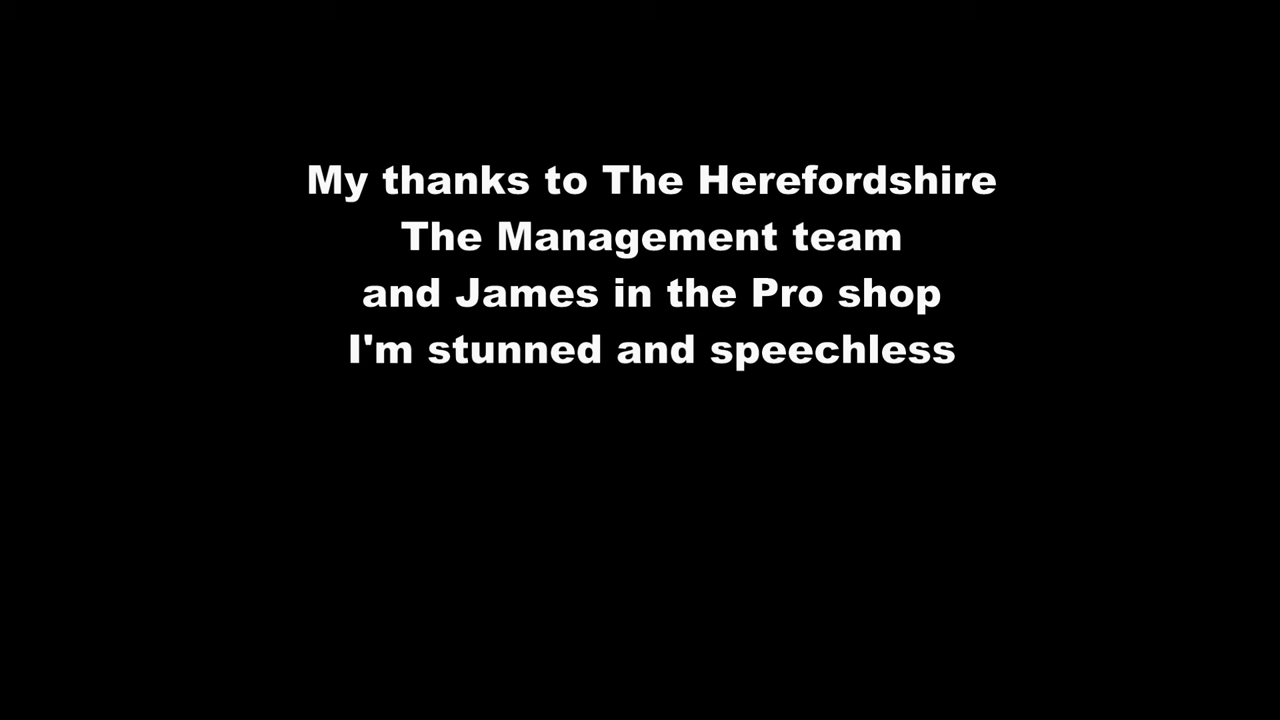 My thanks to The Herefordshire
The Management team
and James in the Pro shop
I'm stunned and speechless